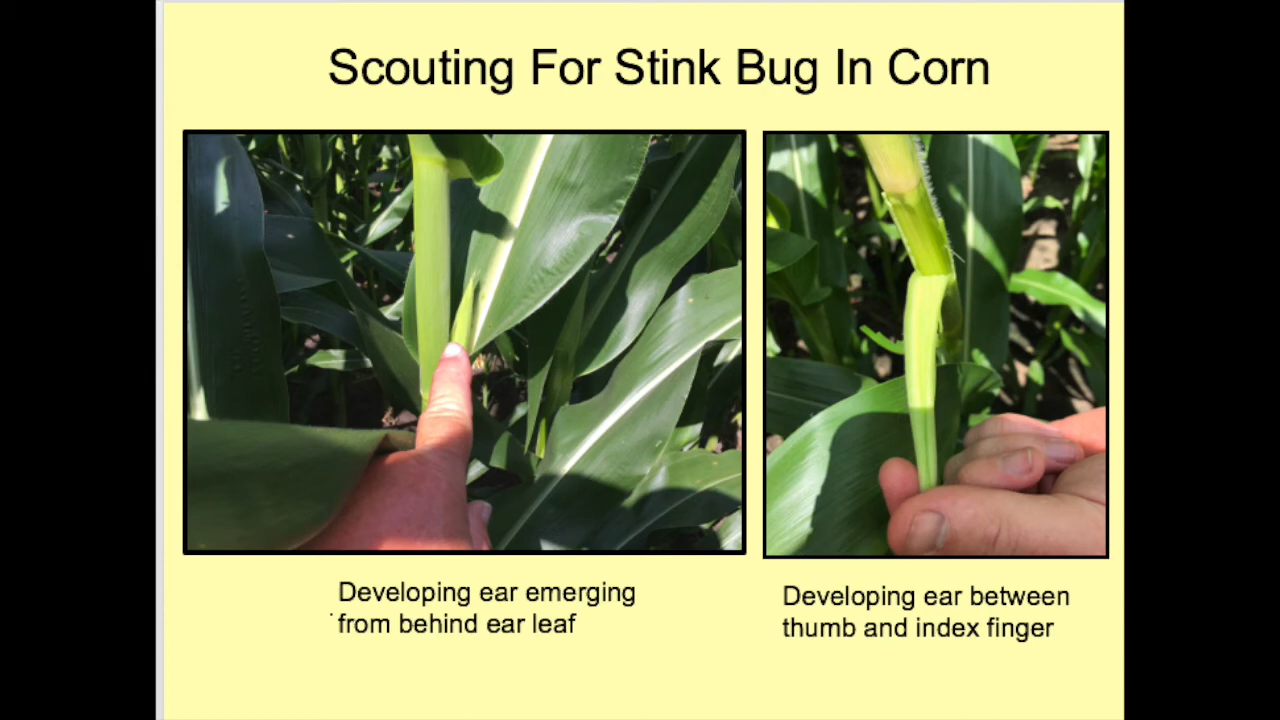 Scouting For Stink Bug In Corn
Developing ear emerging
from behind ear leaf
Developing ear between
thumb and index finger